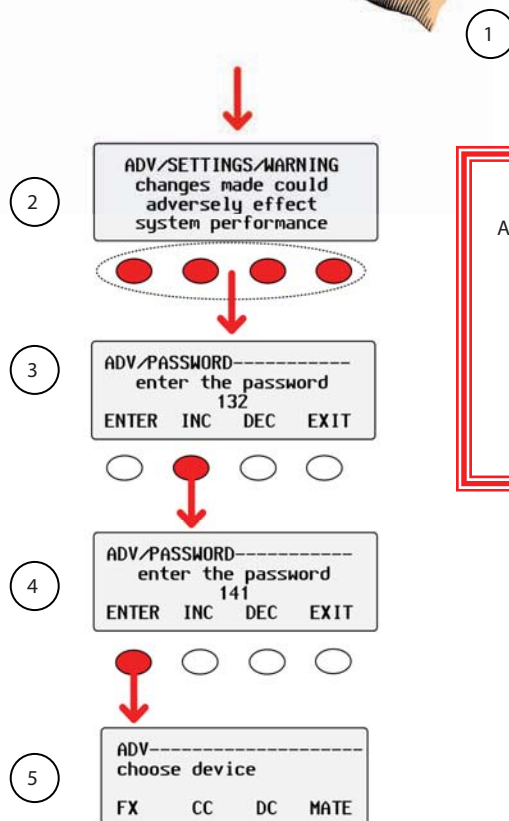 1
2
ADV/SETTINGS/WARNING
changes made could
adversely effect
system performance
A
3
ADV/PASSWORD-----------
enter the password
132
ENTER INC DEC EXIT
4
ADV/PASSWORD-----------
enter the password
141
ENTER INC DEC EXIT
5
ADV--------------------
choose device
FX CC DC MATE